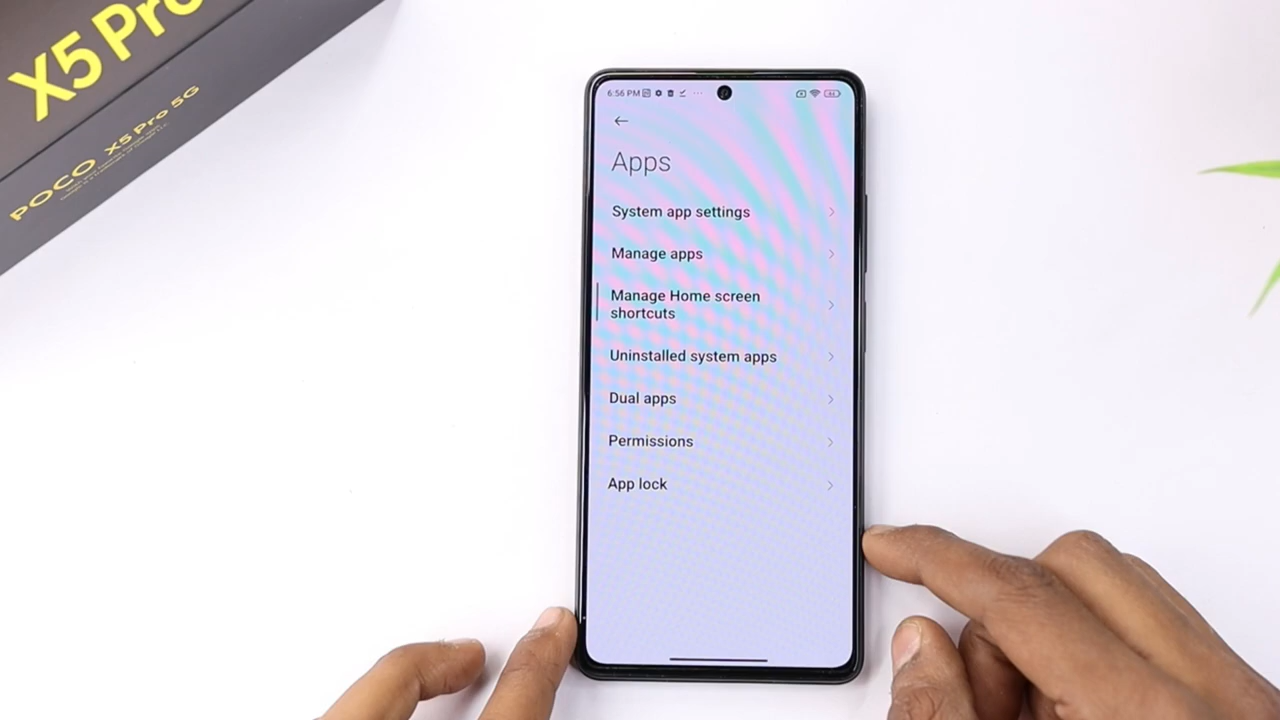 X5 Pro
POCO X5 Pro 5G
6:56 PM
Apps
System app settings
Manage apps
Manage Home screen
shortcuts
Uninstalled system apps
Dual apps
Permissions
App lock